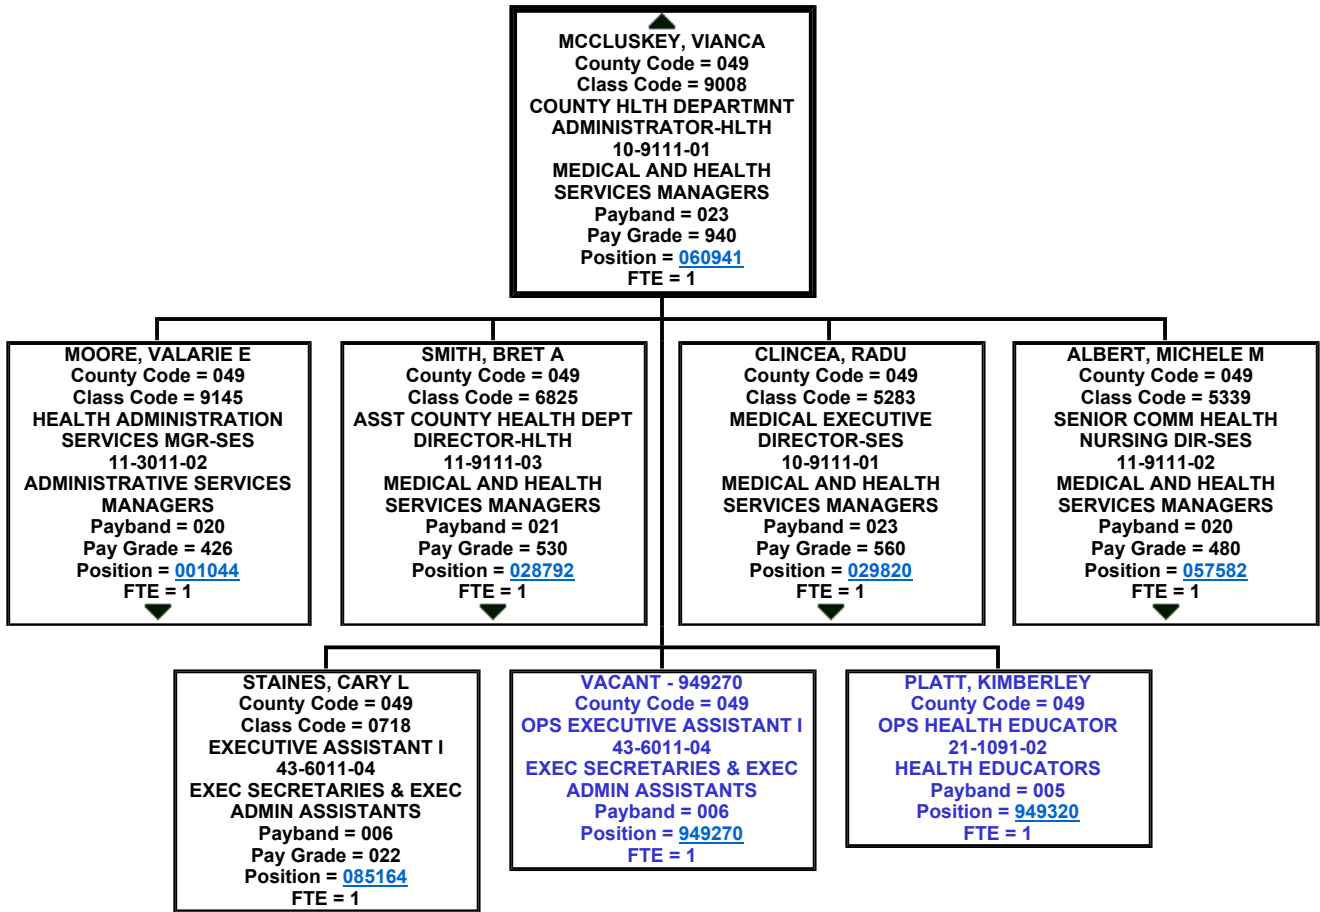 MCCLUSKEY, VIANCA
County Code = 049
Class Code = 9008
COUNTY HLTH DEPARTMNT
ADMINISTRATOR-HLTH
10-9111-01
MEDICAL AND HEALTH
SERVICES MANAGERS
Payband = 023
Pay Grade = 940
Position = 060941
FTE = 1
MOORE, VALARIE E
County Code = 049
Class Code = 9145
HEALTH ADMINISTRATION
SERVICES MGR-SES
11-3011-02
ADMINISTRATIVE SERVICES
MANAGERS
Payband = 020
Pay Grade = 426
Position = 001044
FTE = 1
SMITH, BRET A
County Code = 049
Class Code = 6825
ASST COUNTY HEALTH DEPT
DIRECTOR-HLTH
11-9111-03
MEDICAL AND HEALTH
SERVICES MANAGERS
Payband = 021
Pay Grade = 530
Position = 028792
FTE = 1
CLINCEA, RADU
County Code = 049
Class Code = 5283
MEDICAL EXECUTIVE
DIRECTOR-SES
10-9111-01
MEDICAL AND HEALTH
SERVICES MANAGERS
Payband = 023
Pay Grade = 560
Position = 029820
FTE = 1
ALBERT, MICHELE M
County Code = 049
Class Code = 5339
SENIOR COMM HEALTH
NURSING DIR-SES
11-9111-02
MEDICAL AND HEALTH
SERVICES MANAGERS
Payband = 020
Pay Grade = 480
Position = 057582
FTE = 1
STAINES, CARY L
County Code = 049
Class Code = 0718
EXECUTIVE ASSISTANT I
43-6011-04
EXEC SECRETARIES & EXEC
ADMIN ASSISTANTS
Payband = 006
Pay Grade = 022
Position = 085164
FTE = 1
VACANT - 949270
County Code = 049
OPS EXECUTIVE ASSISTANT I
43-6011-04
EXEC SECRETARIES & EXEC
ADMIN ASSISTANTS
Payband = 006
Position = 949270
FTE = 1
PLATT, KIMBERLEY
County Code = 049
OPS HEALTH EDUCATOR
21-1091-02
HEALTH EDUCATORS
Payband = 005
Position = 949320
FTE = 1